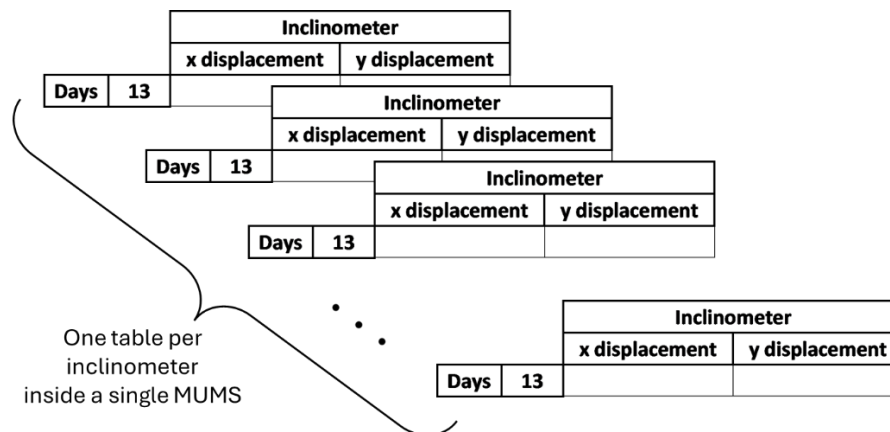 Inclinometer
x displacement y displacement
Days 13
Inclinometer
x displacement y displacement
Days 13
Inclinometer
x displacement y displacement
Days 13
Inclinometer
x displacement y displacement
Days 13
One table per
inclinometer
inside a single MUMS